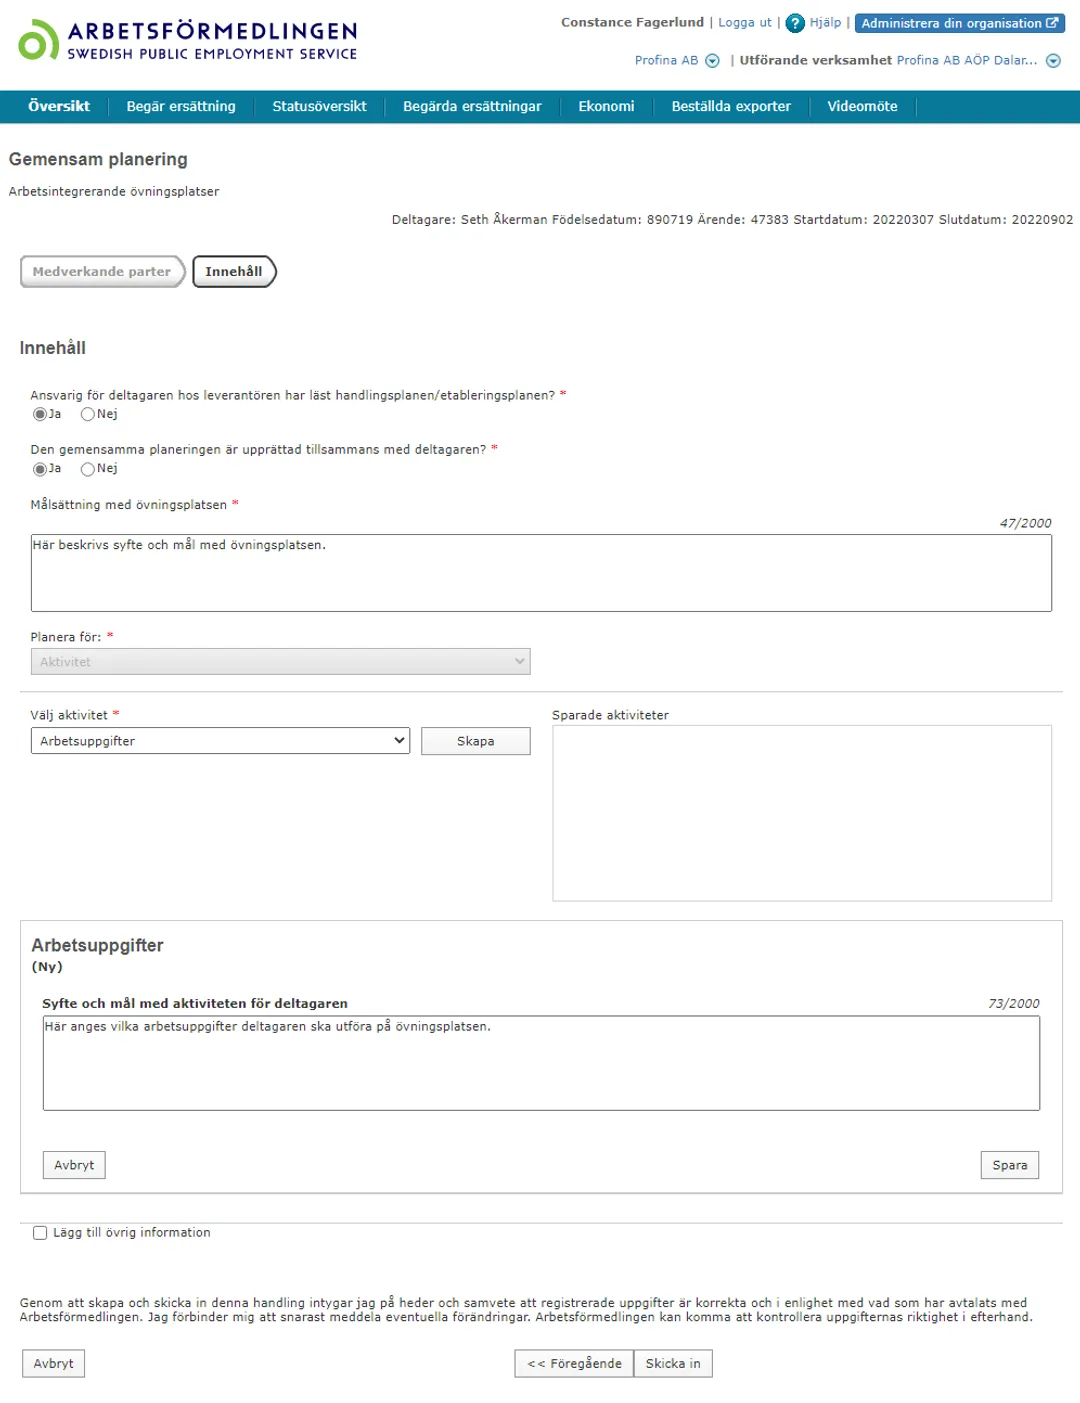 ARBETSFÖRMEDLINGEN
SWEDISH PUBLIC EMPLOYMENT SERVICE
Constance Fagerlund | Logga ut | ? Hjälp | Administrera din organisation
Profina AB | Utförande verksamhet Profina AB AÖP Dalar...
Översikt Begär ersättning Statusöversikt Begärda ersättningar Ekonomi Beställda exporter Videomöte
Gemensam planering
Arbetsintegrerande övningsplatser
Deltagare: Seth Åkerman Födelsedatum: 890719 Ärende: 47383 Startdatum: 20220307 Slutdatum: 20220902
Medverkande parter Innehåll
Innehåll
Ansvarig för deltagaren hos leverantören har läst handlingsplanen/etableringsplanen? *
Ja Nej
Den gemensamma planeringen är upprättad tillsammans med deltagaren? *
Ja Nej
Målsättning med övningsplatsen *
47/2000
Här beskrivs syfte och mål med övningsplatsen.
Planera för: *
Aktivitet
Välj aktivitet * Sparade aktiviteter
Arbetsuppgifter Skapa
Arbetsuppgifter
(Ny)
Syfte och mål med aktiviteten för deltagaren 73/2000
Här anges vilka arbetsuppgifter deltagaren ska utföra på övningsplatsen.
Avbryt Spara
Lägg till övrig information
Genom att skapa och skicka in denna handling intygar jag på heder och samvete att registrerade uppgifter är korrekta och i enlighet med vad som har avtalats med
Arbetsförmedlingen. Jag förbinder mig att snarast meddela eventuella förändringar. Arbetsförmedlingen kan komma att kontrollera uppgifternas riktighet i efterhand.
Avbryt << Föregående Skicka in